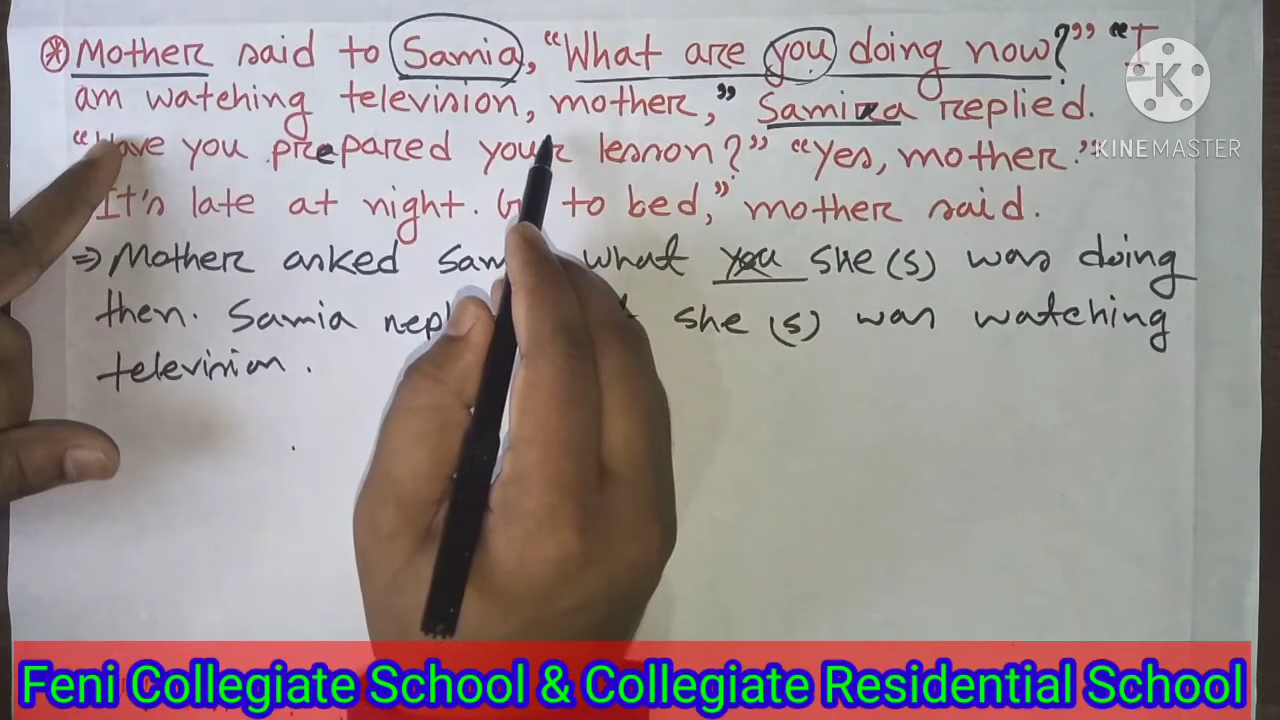 * Mother said to Samia, "What are you doing now?" "I
am watching television, mother," Samira replied.
"Have you prepared your lesson?" "Yes, mother."
It's late at night. to bed," mother said.
⇒ Mother asked what you she (s) was doing
then. Samia she (s) was watching
television.
KINEMASTER
Feni Collegiate School & Collegiate Residential School